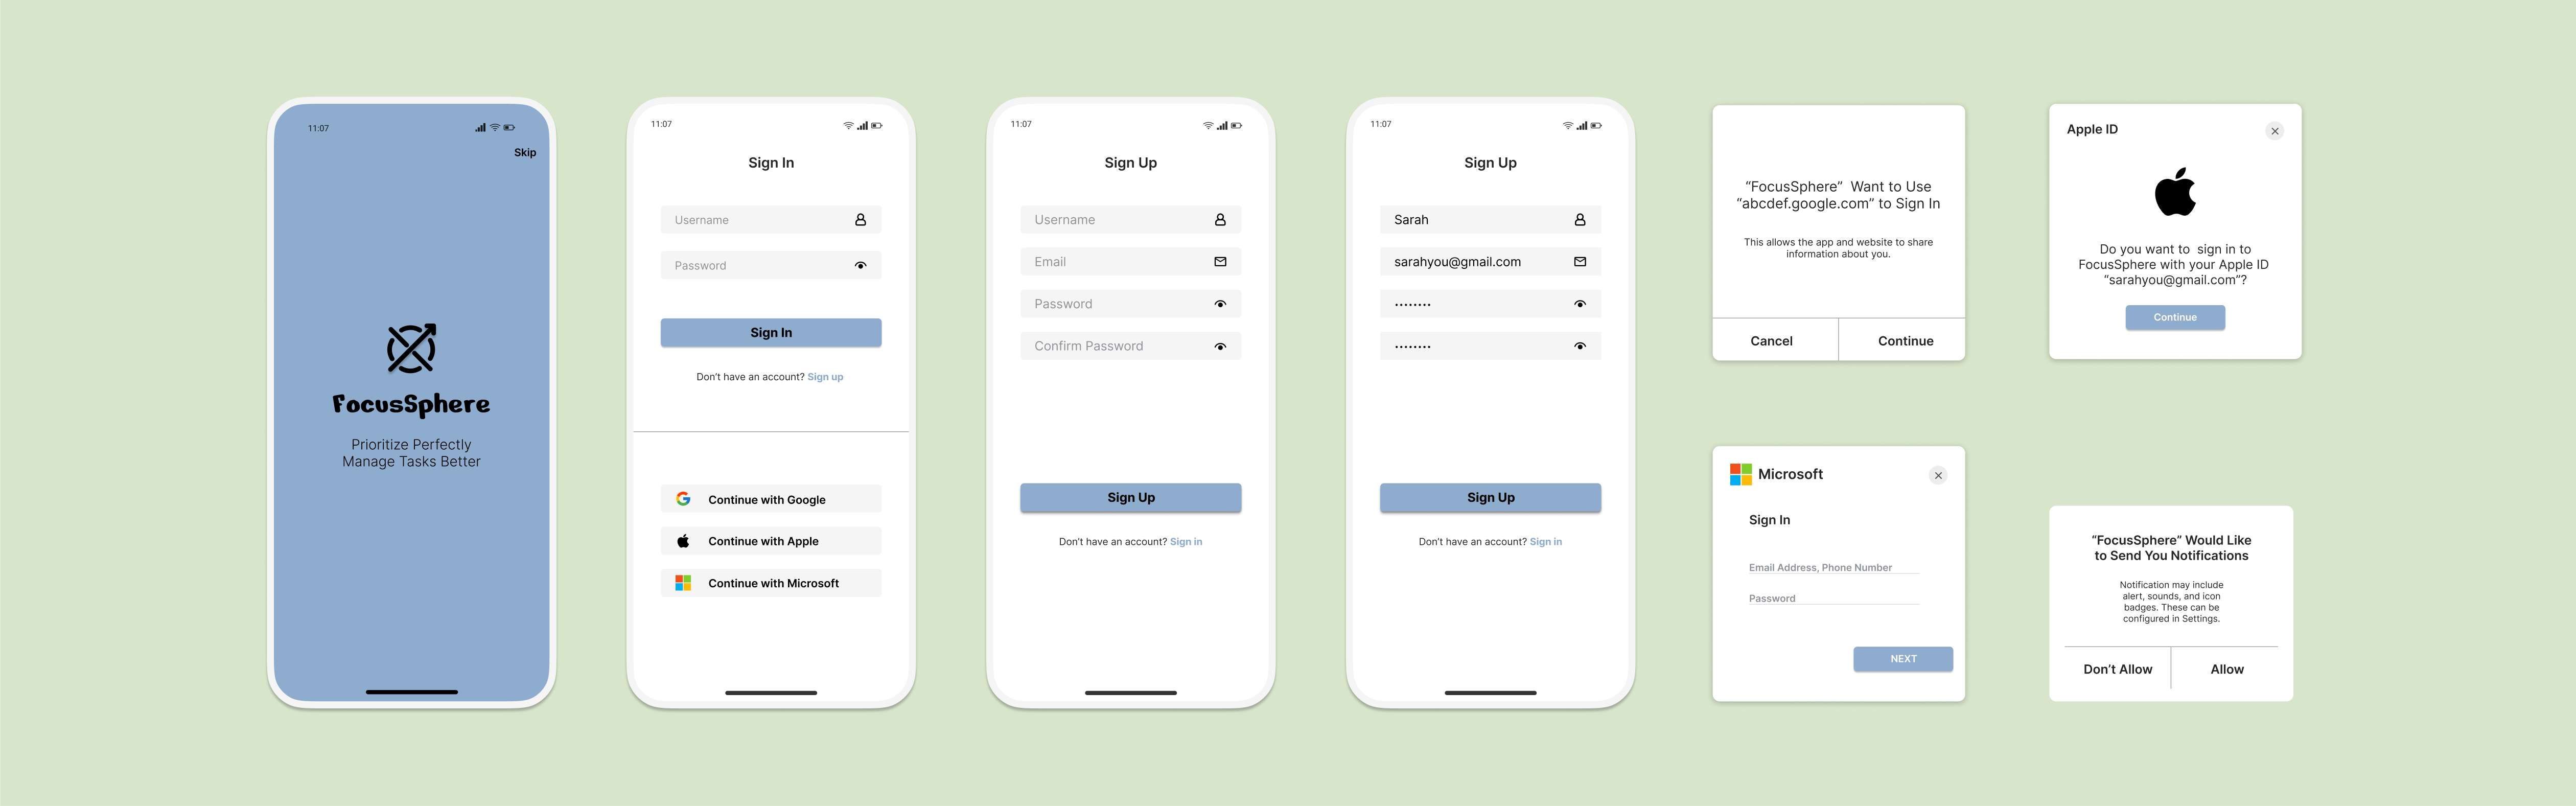 11:07
Skip
FocusSphere
Prioritize Perfectly
Manage Tasks Better
11:07
Sign In
Username
Password
Sign In
Don't have an account? Sign up
Continue with Google
Continue with Apple
Continue with Microsoft
11:07
Sign Up
Username
Email
Password
Confirm Password
Sign Up
Don't have an account? Sign in
11:07
Sign Up
Sarah
sarahyou@gmail.com
••••••••
••••••••
Sign Up
Don't have an account? Sign in
“FocusSphere” Want to Use
“abcdef.google.com” to Sign In
This allows the app and website to share
information about you.
Cancel
Continue
Microsoft
Sign In
Email Address, Phone Number
Password
NEXT
Apple ID
Do you want to sign in to
FocusSphere with your Apple ID
“sarahyou@gmail.com”?
Continue
“FocusSphere” Would Like
to Send You Notifications
Notification may include
alert, sounds, and icon
badges. These can be
configured in Settings.
Don't Allow
Allow